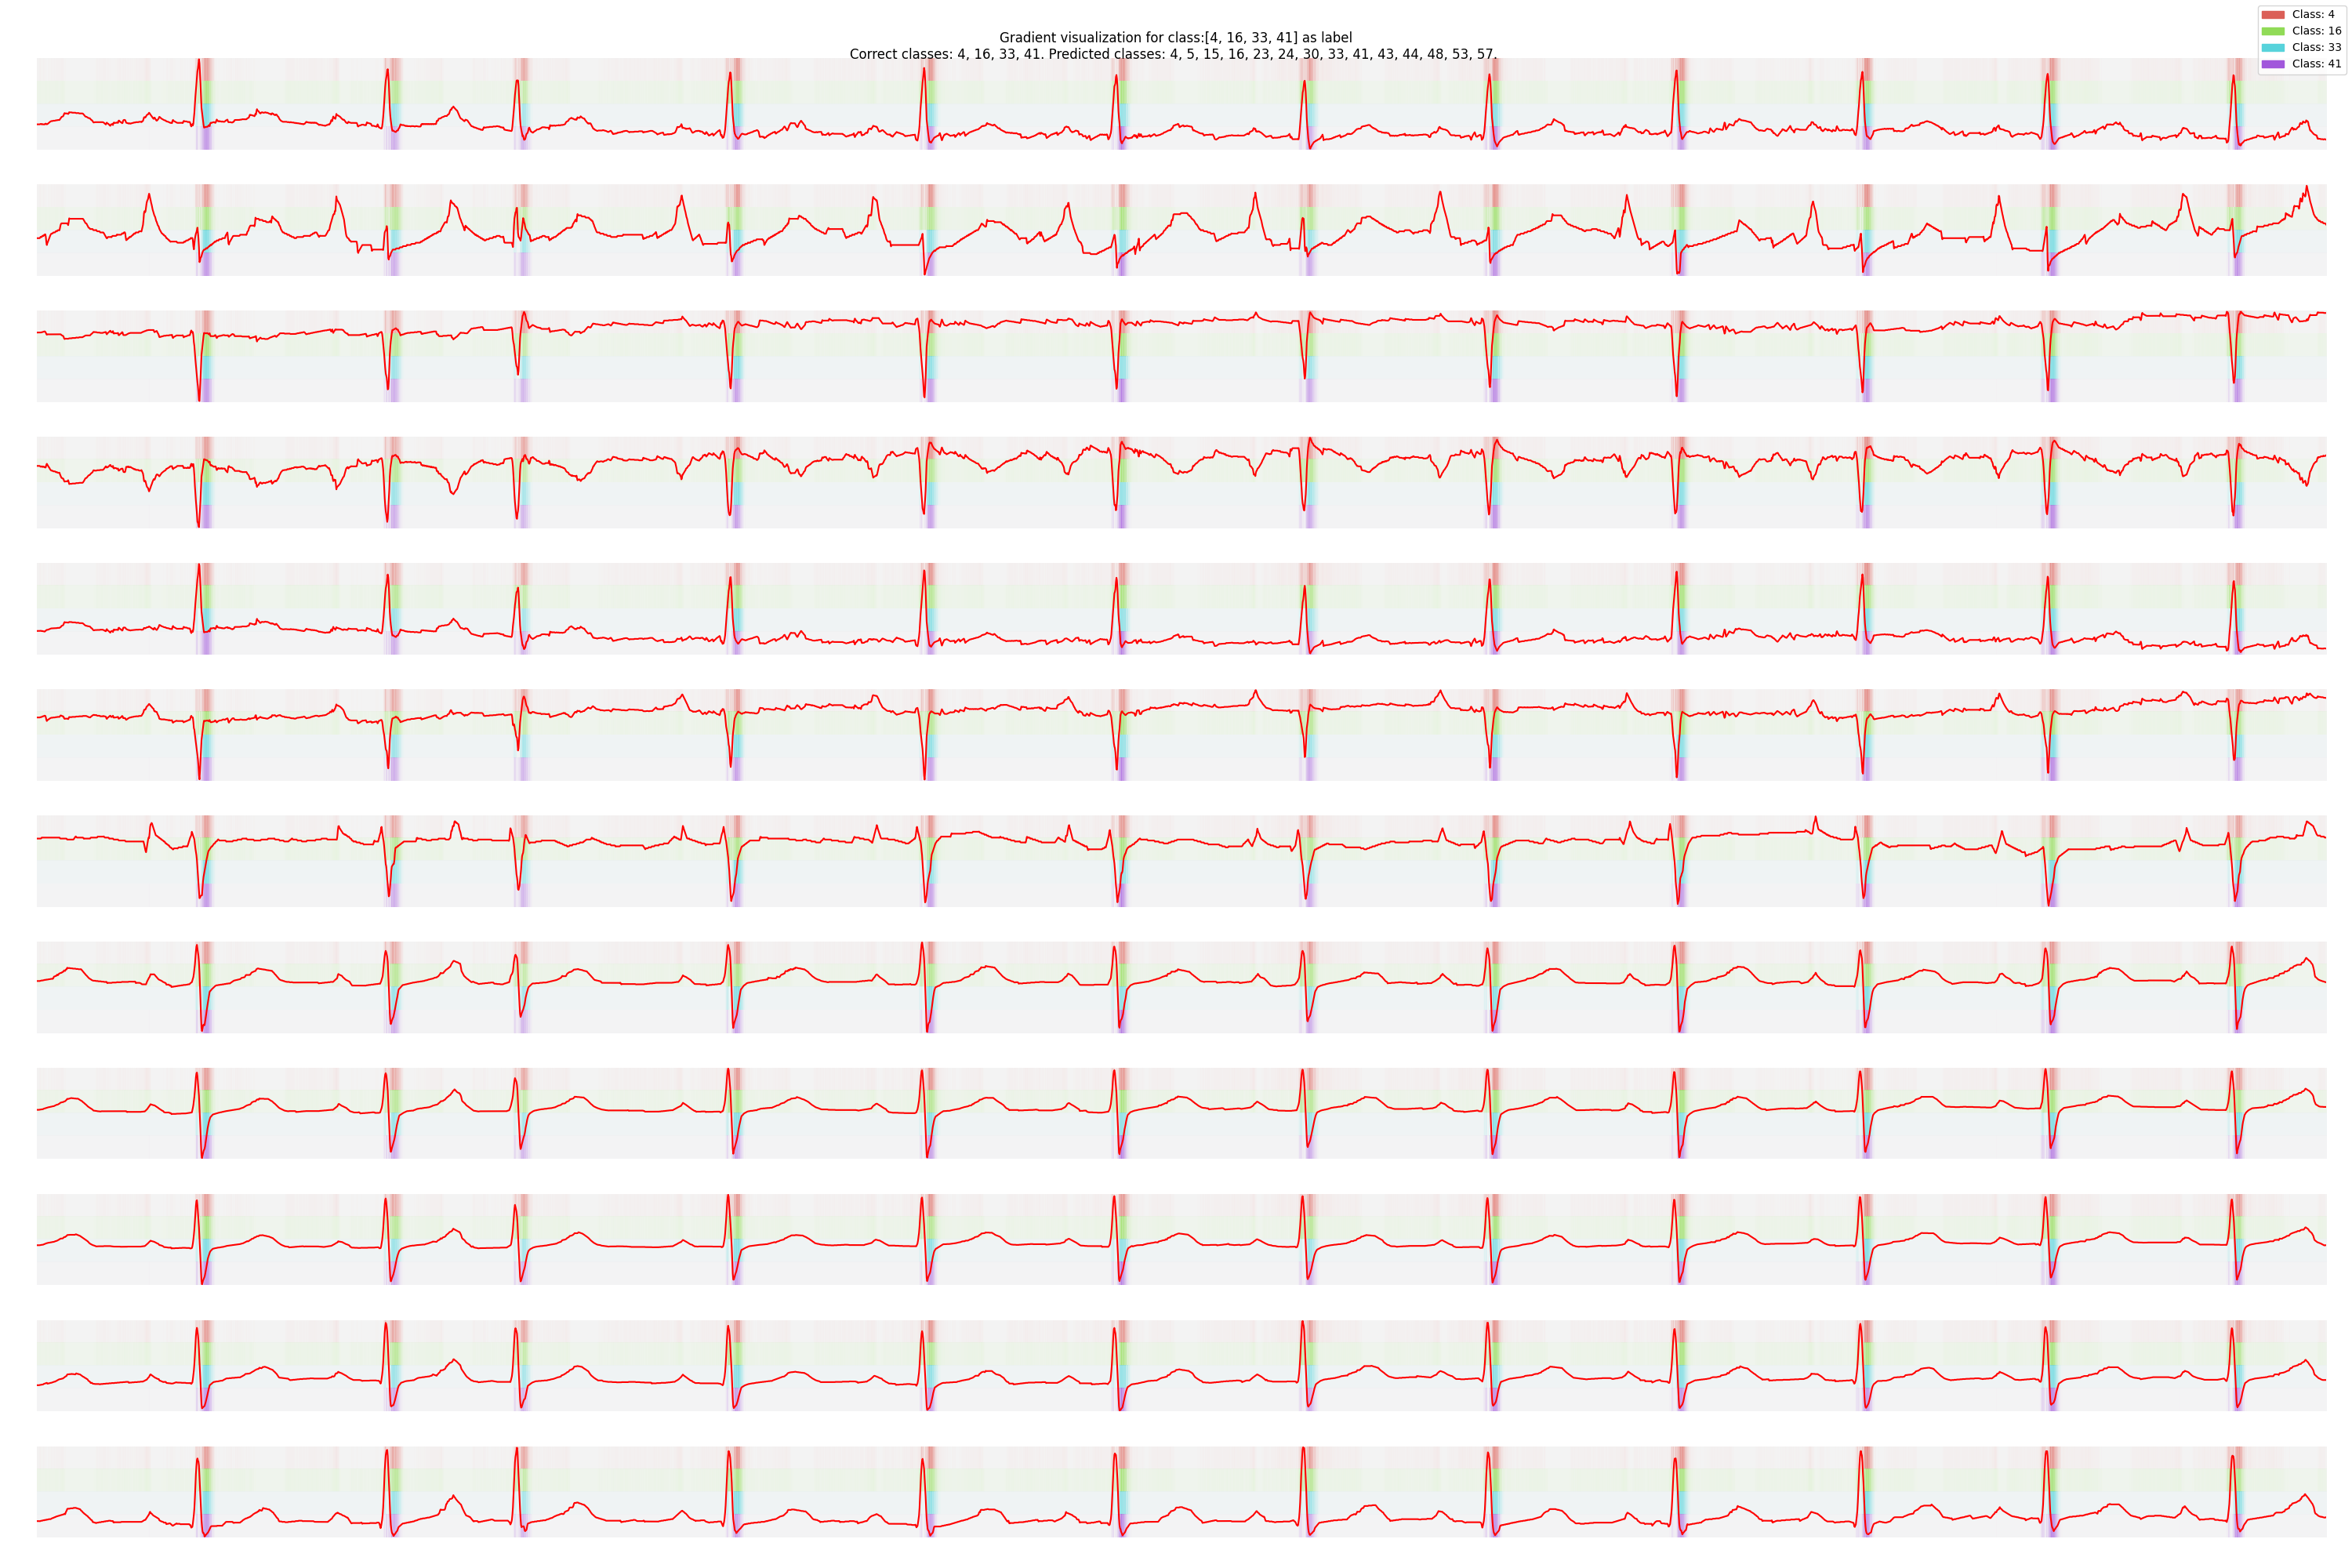 Gradient visualization for class:[4, 16, 33, 41] as label
Correct classes: 4, 16, 33, 41. Predicted classes: 4, 5, 15, 16, 23, 24, 30, 33, 41, 43, 44, 48, 53, 57.
Class: 4
Class: 16
Class: 33
Class: 41